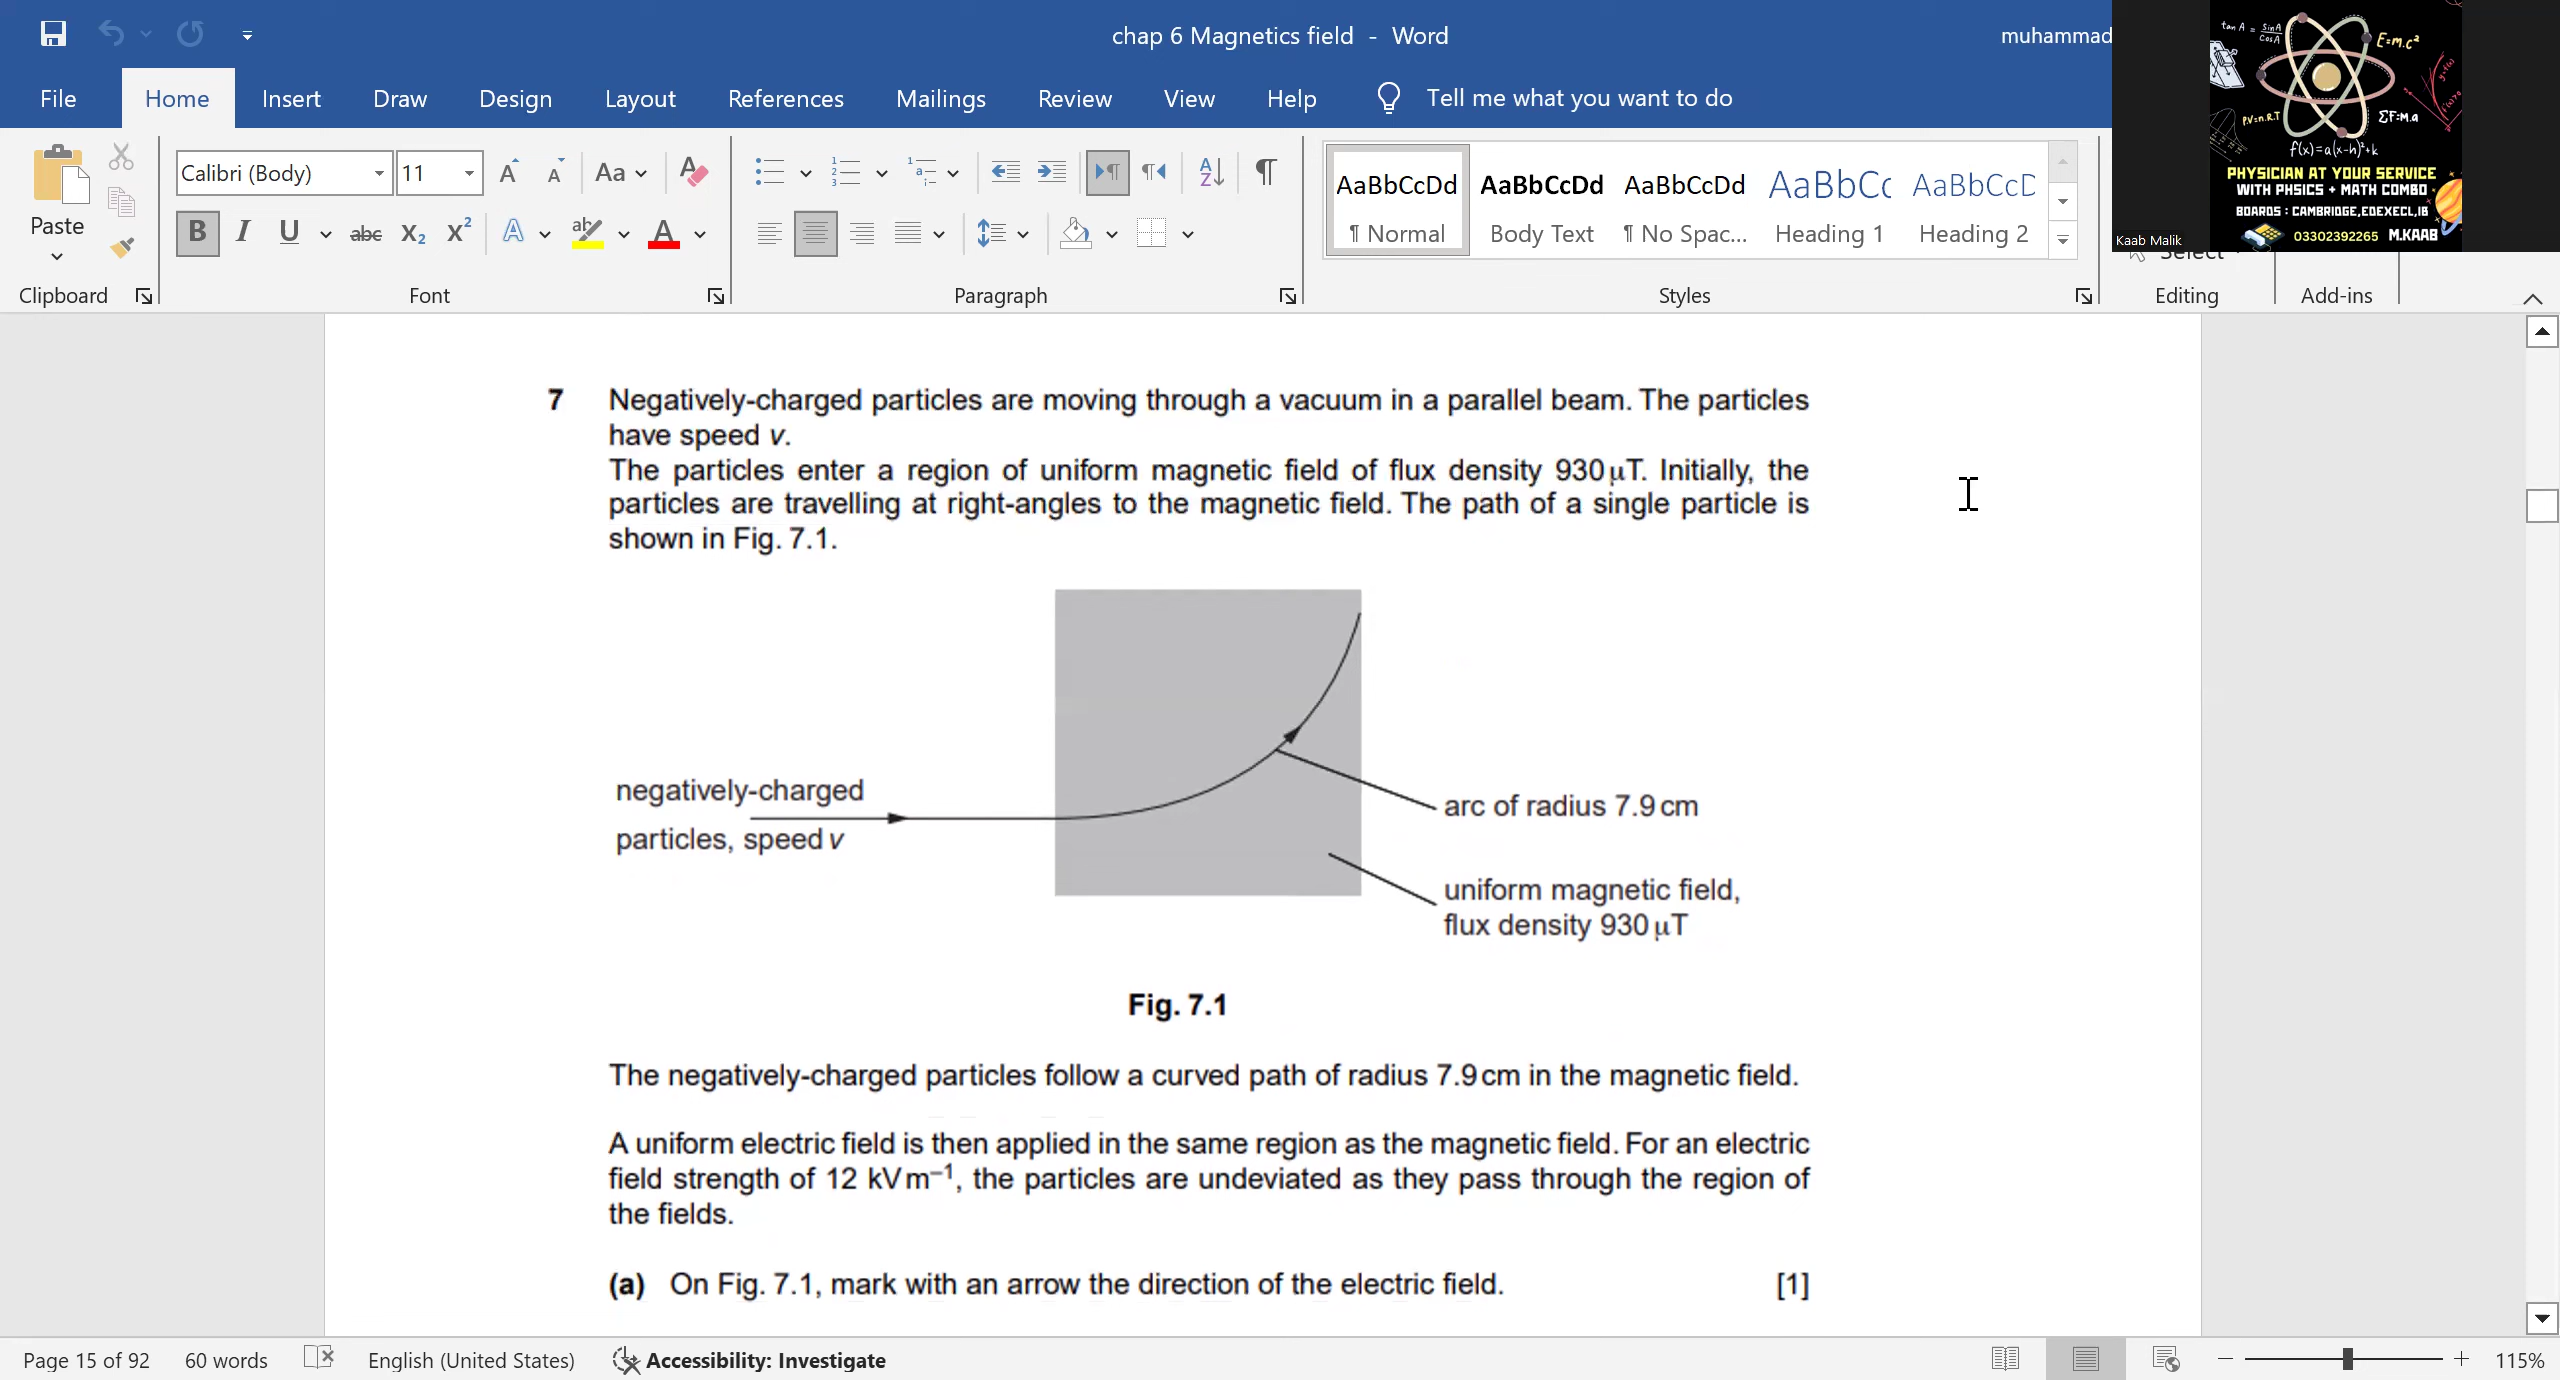 chap 6 Magnetics field - Word
muhammad
File
Home
Insert
Draw
Design
Layout
References
Mailings
Review
View
Help
Tell me what you want to do
Paste
Clipboard
Calibri (Body)
11
Aa
B I U abc X₂ X² A ab A
Font
Paragraph
AaBbCcDd
¶ Normal
AaBbCcDd
Body Text
AaBbCcDd
¶ No Spac...
AaBbCc
Heading 1
AaBbCcD
Heading 2
Styles
Select
Editing
Add-ins
tan A = SinA/CosA
E=m.c²
P.V=n.R.T
ΣF=M.a
f(x)=a(x-h)²+k
PHYSICIAN AT YOUR SERVICE
WITH PHSICS + MATH COMBO
BOARDS : CAMBRIDGE,EDEXECL,IB
03302392265 M.KAAB
Kaab Malik
7 Negatively-charged particles are moving through a vacuum in a parallel beam. The particles
have speed v.
The particles enter a region of uniform magnetic field of flux density 930 μT. Initially, the
particles are travelling at right-angles to the magnetic field. The path of a single particle is
shown in Fig. 7.1.
negatively-charged
particles, speed v
arc of radius 7.9 cm
uniform magnetic field,
flux density 930 μT
Fig. 7.1
The negatively-charged particles follow a curved path of radius 7.9 cm in the magnetic field.
A uniform electric field is then applied in the same region as the magnetic field. For an electric
field strength of 12 kV m⁻¹, the particles are undeviated as they pass through the region of
the fields.
(a) On Fig. 7.1, mark with an arrow the direction of the electric field. [1]
Page 15 of 92
60 words
English (United States)
Accessibility: Investigate
115%